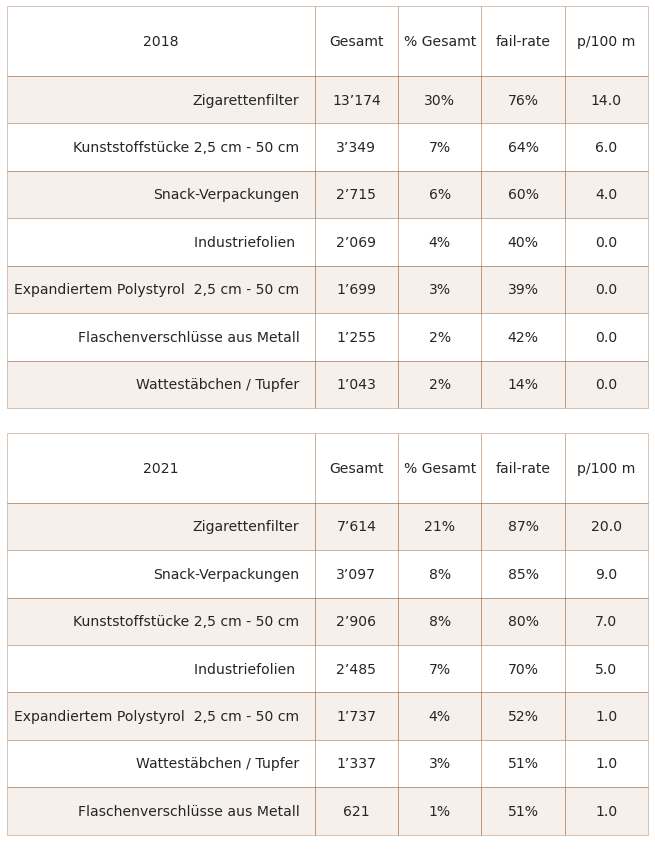 2018 Gesamt % Gesamt fail-rate p/100 m
Zigarettenfilter 13’174 30% 76% 14.0
Kunststoffstücke 2,5 cm - 50 cm 3’349 7% 64% 6.0
Snack-Verpackungen 2’715 6% 60% 4.0
Industriefolien 2’069 4% 40% 0.0
Expandiertem Polystyrol 2,5 cm - 50 cm 1’699 3% 39% 0.0
Flaschenverschlüsse aus Metall 1’255 2% 42% 0.0
Wattestäbchen / Tupfer 1’043 2% 14% 0.0
2021 Gesamt % Gesamt fail-rate p/100 m
Zigarettenfilter 7’614 21% 87% 20.0
Snack-Verpackungen 3’097 8% 85% 9.0
Kunststoffstücke 2,5 cm - 50 cm 2’906 8% 80% 7.0
Industriefolien 2’485 7% 70% 5.0
Expandiertem Polystyrol 2,5 cm - 50 cm 1’737 4% 52% 1.0
Wattestäbchen / Tupfer 1’337 3% 51% 1.0
Flaschenverschlüsse aus Metall 621 1% 51% 1.0